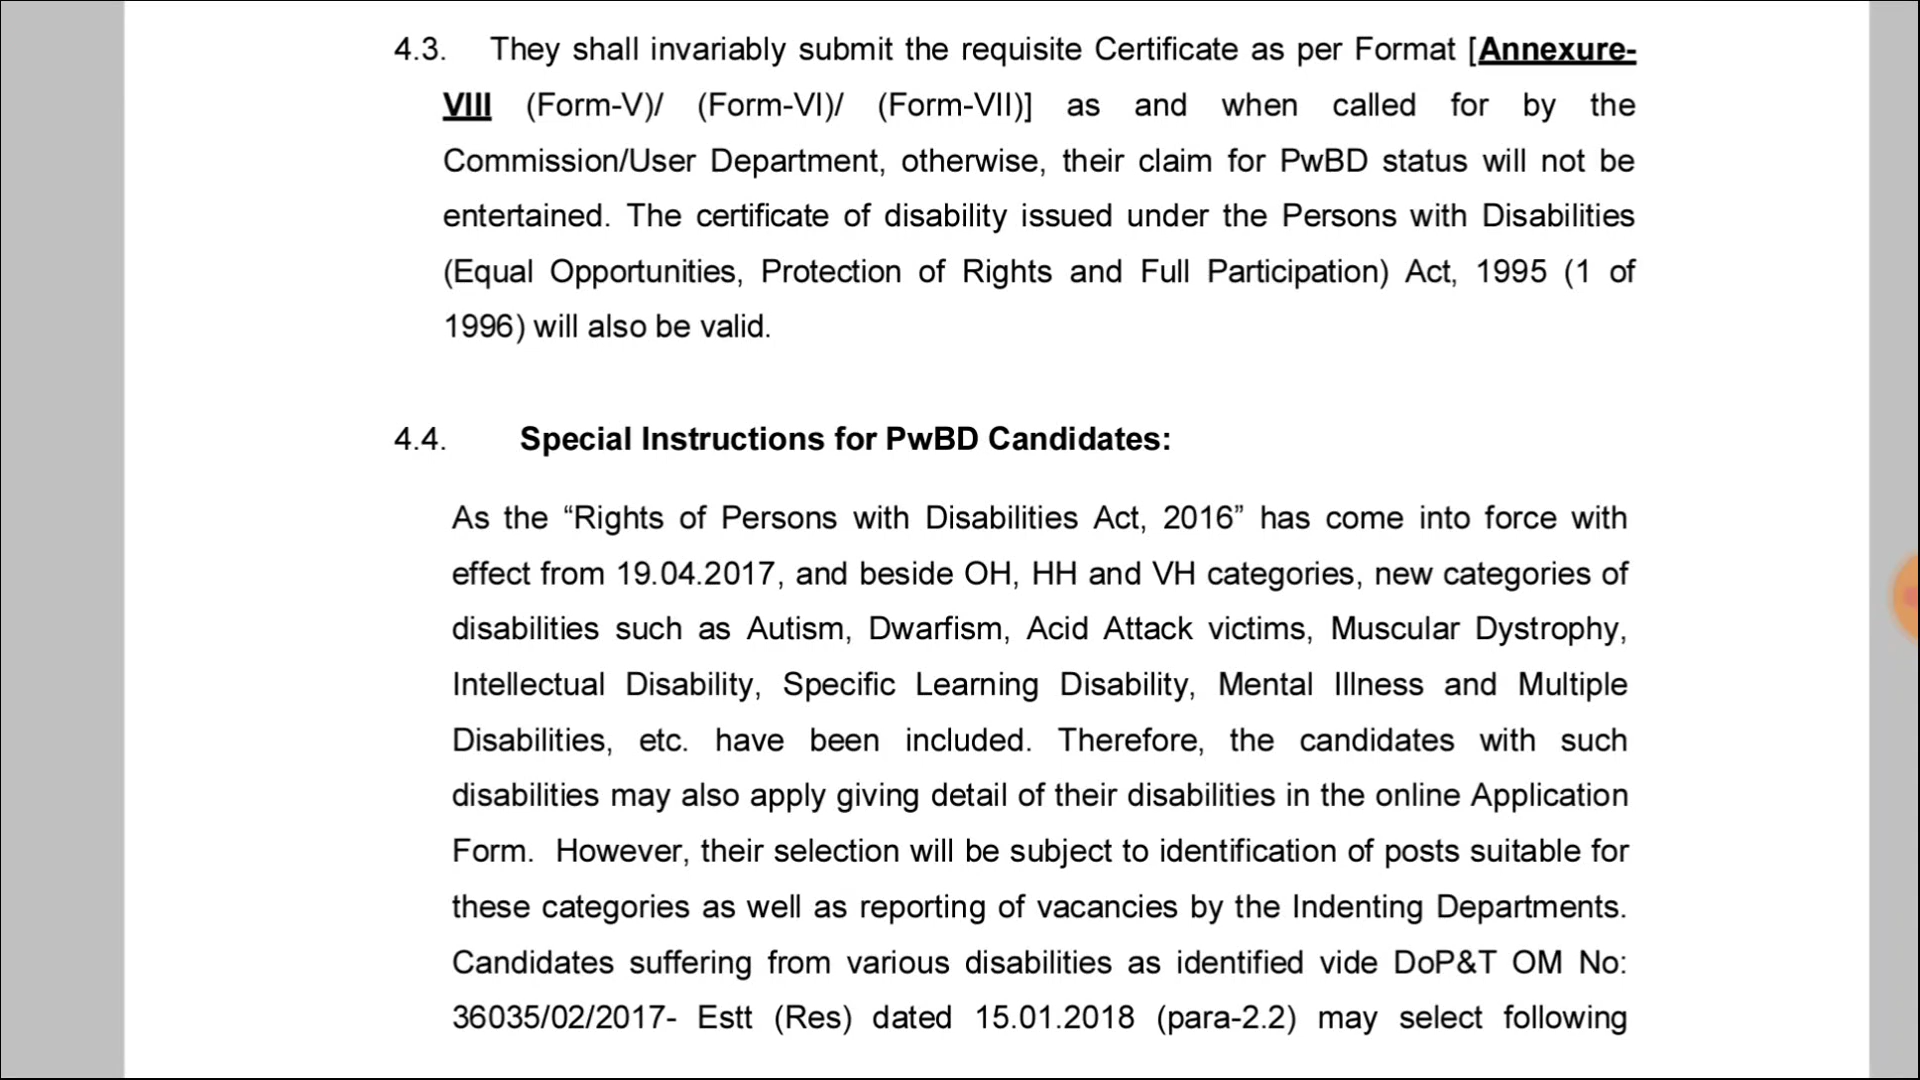 4.3. They shall invariably submit the requisite Certificate as per Format [Annexure-
VIII (Form-V)/ (Form-VI)/ (Form-VII)] as and when called for by the
Commission/User Department, otherwise, their claim for PwBD status will not be
entertained. The certificate of disability issued under the Persons with Disabilities
(Equal Opportunities, Protection of Rights and Full Participation) Act, 1995 (1 of
1996) will also be valid.
4.4. Special Instructions for PwBD Candidates:
As the “Rights of Persons with Disabilities Act, 2016” has come into force with
effect from 19.04.2017, and beside OH, HH and VH categories, new categories of
disabilities such as Autism, Dwarfism, Acid Attack victims, Muscular Dystrophy,
Intellectual Disability, Specific Learning Disability, Mental Illness and Multiple
Disabilities, etc. have been included. Therefore, the candidates with such
disabilities may also apply giving detail of their disabilities in the online Application
Form. However, their selection will be subject to identification of posts suitable for
these categories as well as reporting of vacancies by the Indenting Departments.
Candidates suffering from various disabilities as identified vide DoP&T OM No:
36035/02/2017- Estt (Res) dated 15.01.2018 (para-2.2) may select following